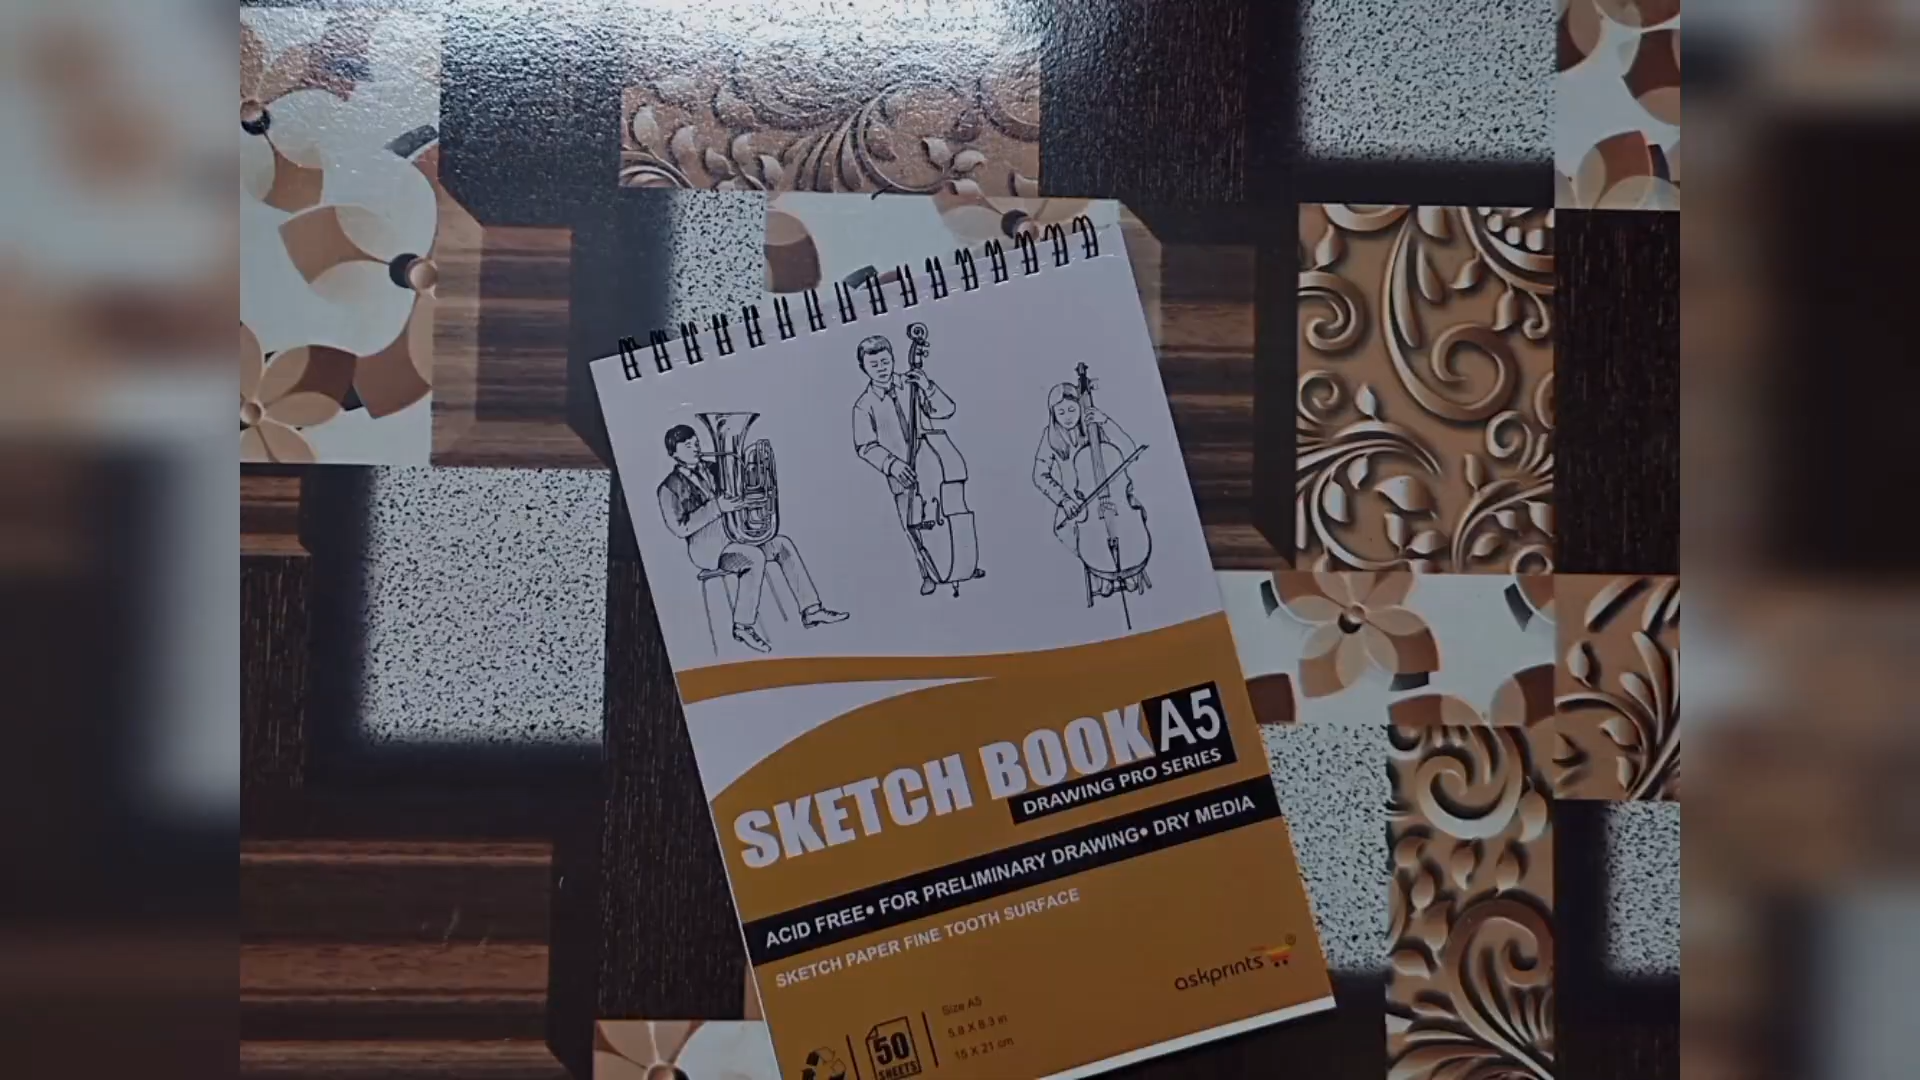 SKETCH BOOK A5
DRAWING PRO SERIES
ACID FREE• FOR PRELIMINARY DRAWING• DRY MEDIA
SKETCH PAPER FINE TOOTH SURFACE
askprints
50
SHEETS
Size A5
5.8 X 8.3 in
15 X 21 cm